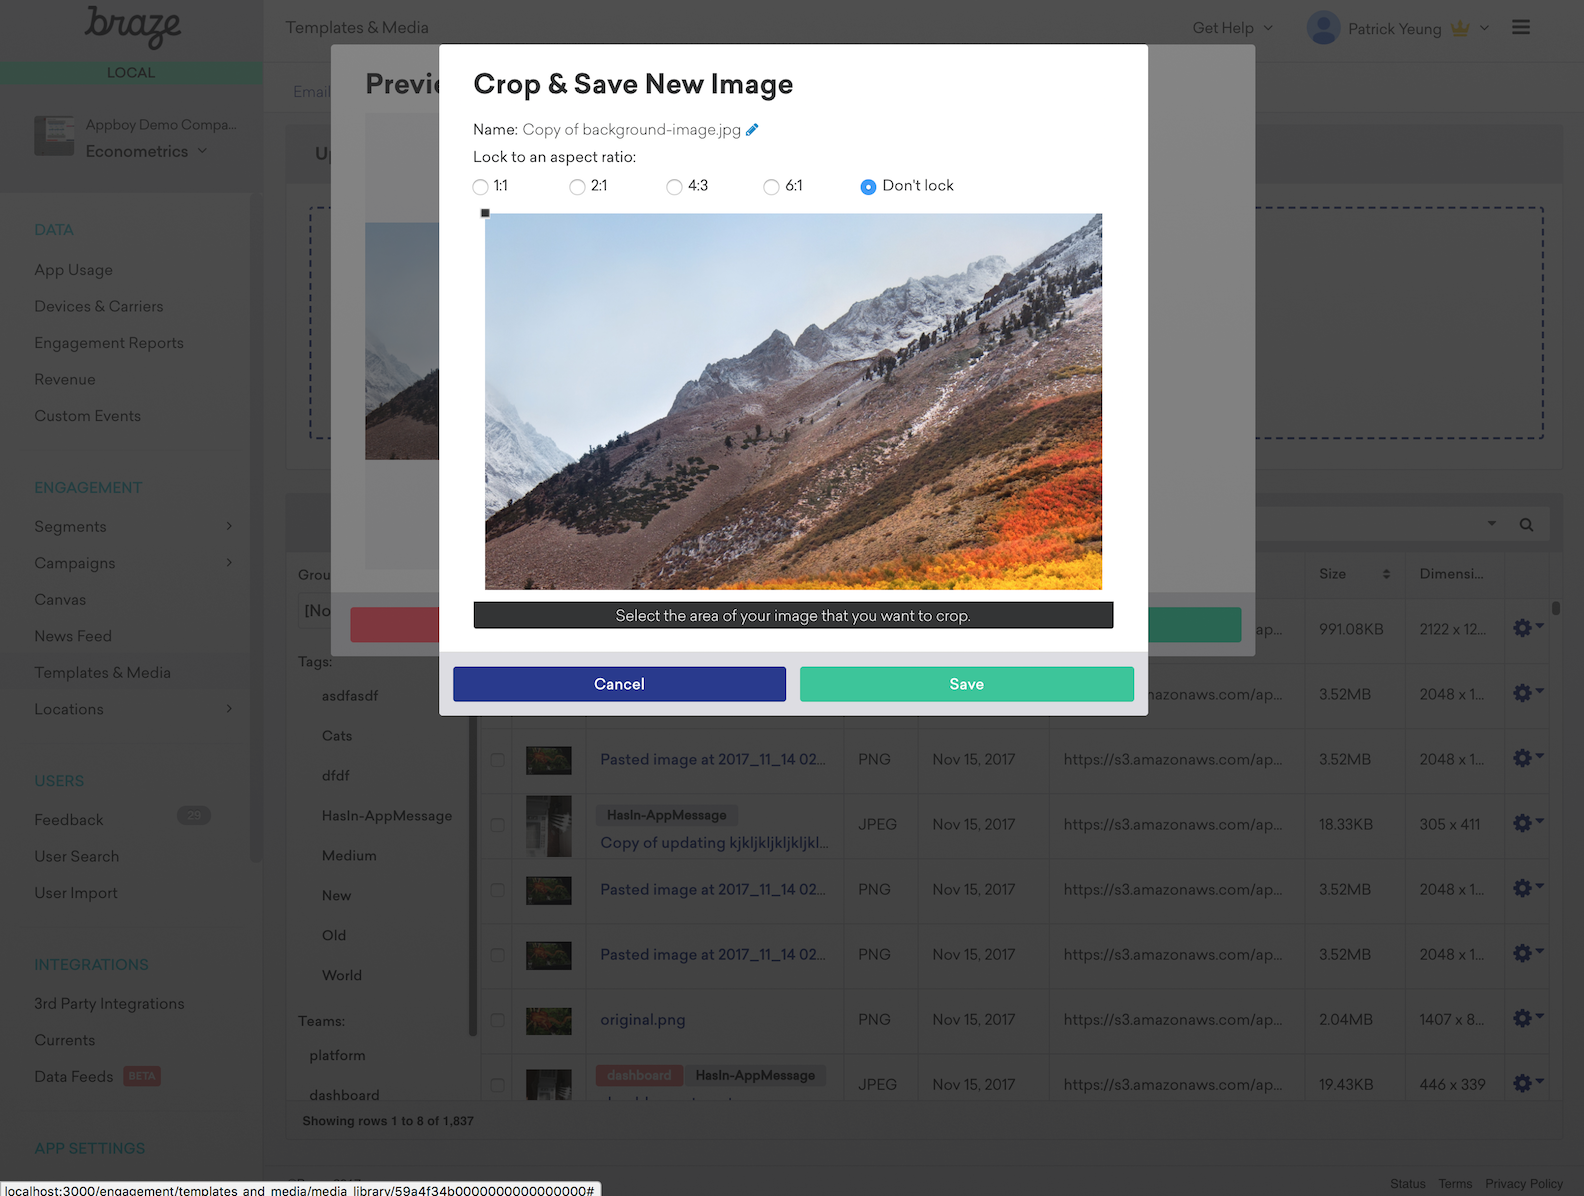 braze
LOCAL
Templates & Media
Get Help
Patrick Yeung
Email
Appboy Demo Compa...
Econometrics
DATA
App Usage
Devices & Carriers
Engagement Reports
Revenue
Custom Events
ENGAGEMENT
Segments
Campaigns
Canvas
News Feed
Templates & Media
Locations
USERS
Feedback 29
User Search
User Import
INTEGRATIONS
3rd Party Integrations
Currents
Data Feeds BETA
APP SETTINGS
Crop & Save New Image
Name: Copy of background-image.jpg
Lock to an aspect ratio:
1:1 2:1 4:3 6:1 Don't lock
Select the area of your image that you want to crop.
Cancel Save
Tags:
asdfasdf
Cats
dfdf
HasIn-AppMessage
Medium
New
Old
World
Teams:
platform
dashboard
Size Dimensi...
ap... 991.08KB 2122 x 12...
nazonaws.com/ap... 3.52MB 2048 x 1...
Pasted image at 2017_11_14 02... PNG Nov 15, 2017 https://s3.amazonaws.com/ap... 3.52MB 2048 x 1...
HasIn-AppMessage
Copy of updating kjkljkljkljkljkl... JPEG Nov 15, 2017 https://s3.amazonaws.com/ap... 18.33KB 305 x 411
Pasted image at 2017_11_14 02... PNG Nov 15, 2017 https://s3.amazonaws.com/ap... 3.52MB 2048 x 1...
Pasted image at 2017_11_14 02... PNG Nov 15, 2017 https://s3.amazonaws.com/ap... 3.52MB 2048 x 1...
original.png PNG Nov 15, 2017 https://s3.amazonaws.com/ap... 2.04MB 1407 x 8...
dashboard HasIn-AppMessage
JPEG Nov 15, 2017 https://s3.amazonaws.com/ap... 19.43KB 446 x 339
Showing rows 1 to 8 of 1,837
Status Terms Privacy Policy
localhost:3000/engagement/templates_and_media/media_library/59a4f34b0000000000000000#